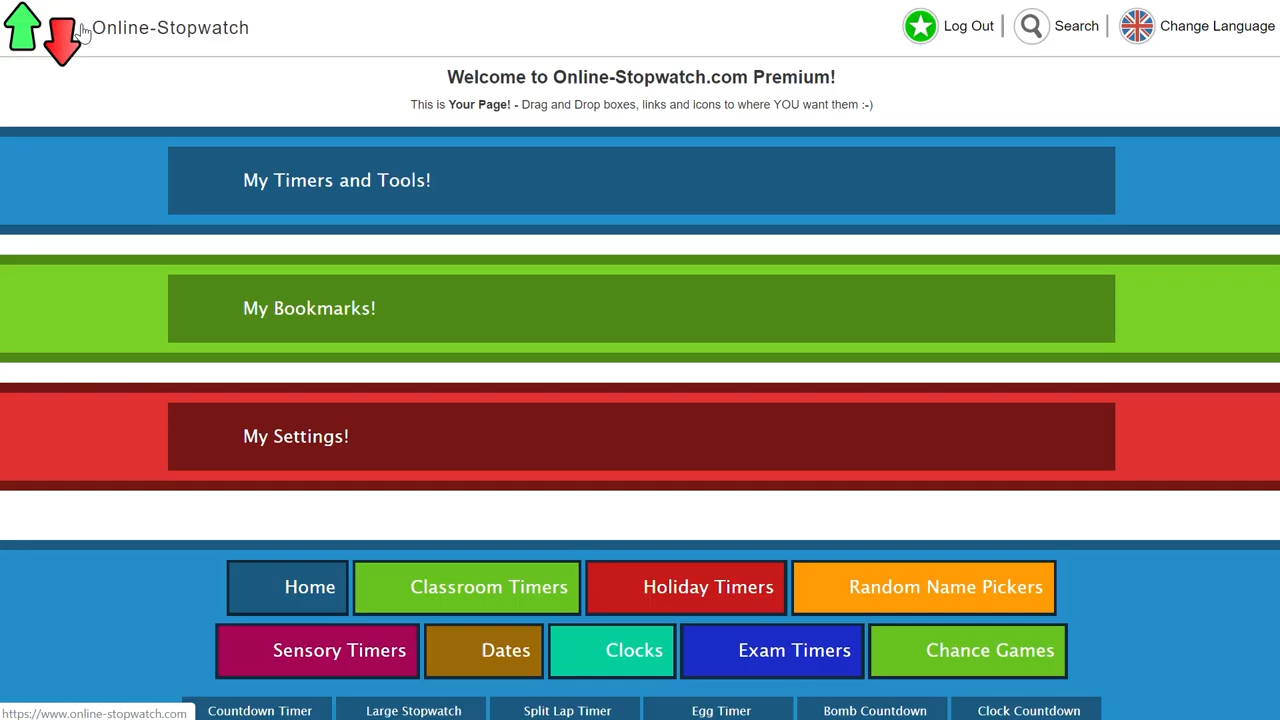 Online-Stopwatch
Log Out
Search
Change Language
Welcome to Online-Stopwatch.com Premium!
This is Your Page! - Drag and Drop boxes, links and icons to where YOU want them :-)
My Timers and Tools!
My Bookmarks!
My Settings!
Home
Classroom Timers
Holiday Timers
Random Name Pickers
Sensory Timers
Dates
Clocks
Exam Timers
Chance Games
Countdown Timer
Large Stopwatch
Split Lap Timer
Egg Timer
Bomb Countdown
Clock Countdown
https://www.online-stopwatch.com